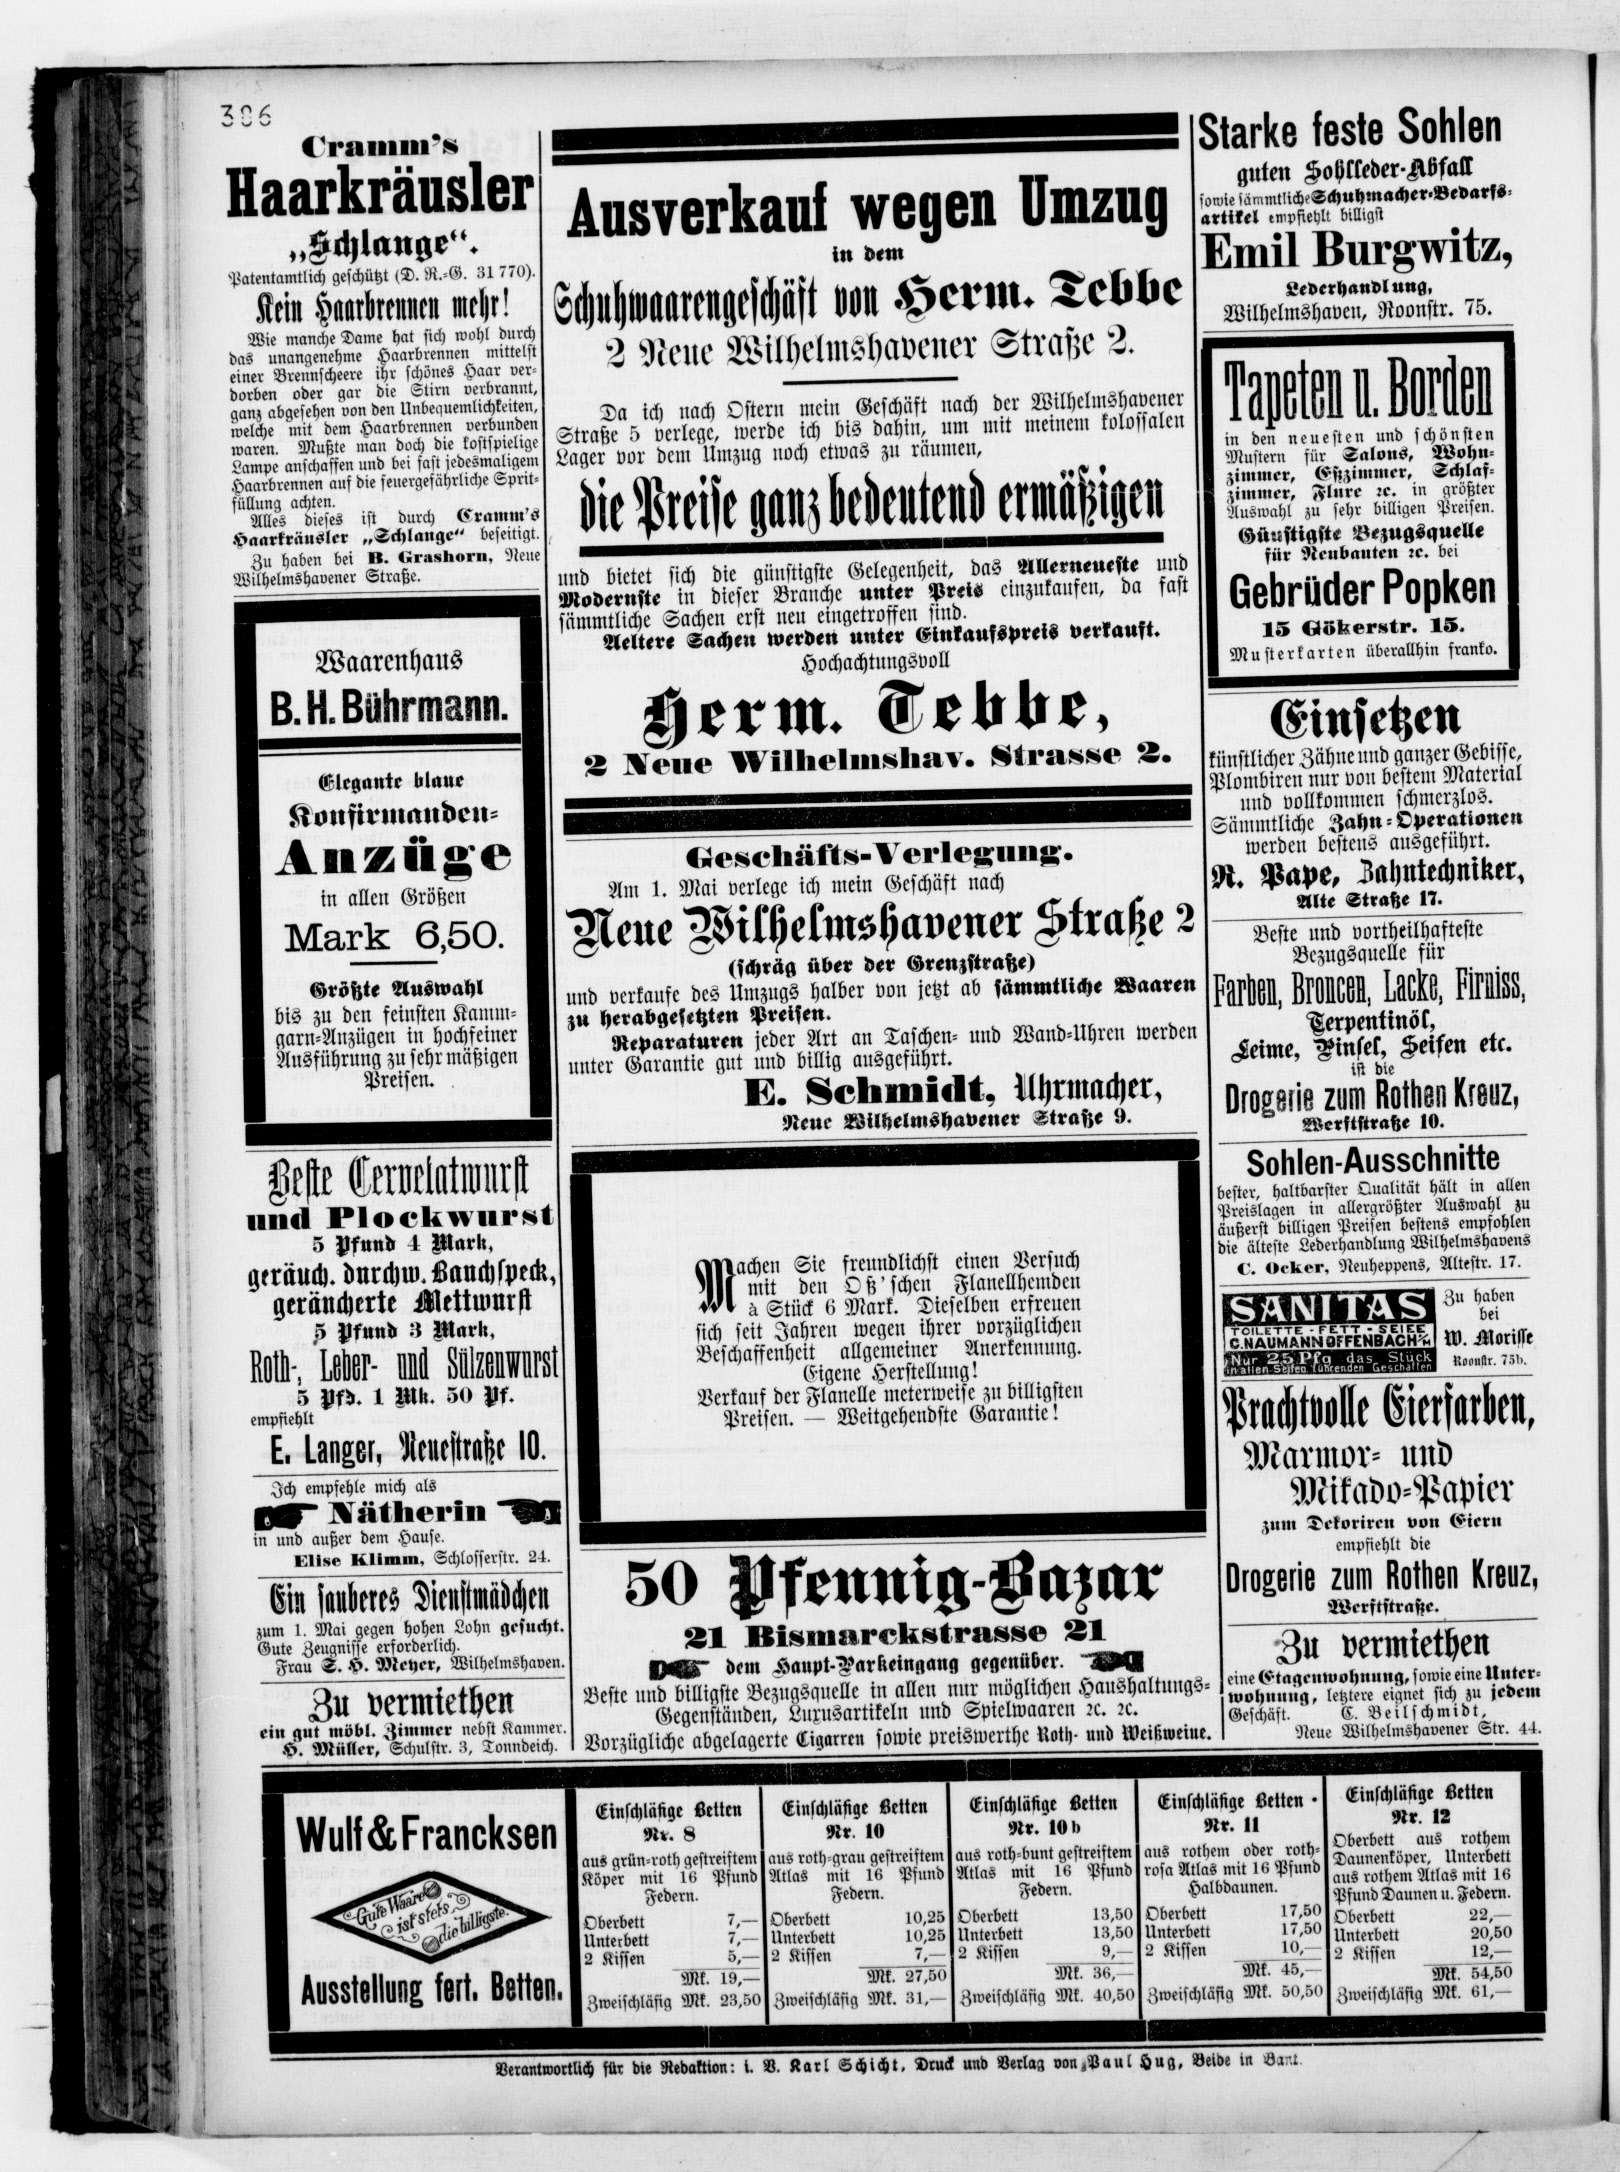 386
Cramm's
Haarkräusler
„Schlange“.
Patentamtlich geschützt (D. R.-G. 31 770).
Kein Haarbrennen mehr!
Wie manche Dame hat sich wohl durch
das unangenehme Haarbrennen mittelst
einer Brennscheere ihr schönes Haar ver-
dorben oder gar die Stirn verbrannt,
ganz abgesehen von den Unbequemlichkeiten,
welche mit dem Haarbrennen verbunden
waren. Mußte man doch die kostspielige
Lampe anschaffen und bei fast jedesmaligem
Haarbrennen auf die feuergefährliche Sprit-
füllung achten.
Alles dieses ist durch Cramm's
Haarkräusler „Schlange“ beseitigt.
Zu haben bei B. Grashorn, Neue
Wilhelmshavener Straße.
Waarenhaus
B. H. Bührmann.
Elegante blaue
Konfirmanden-
Anzüge
in allen Größen
Mark 6,50.
Größte Auswahl
bis zu den feinsten Kamm-
garn-Anzügen in hochfeiner
Ausführung zu sehr mäßigen
Preisen.
Beste Cervelatwurst
und Plockwurst
5 Pfund 4 Mark,
geräuch. durchw. Bauchspeck,
geräucherte Mettwurst
5 Pfund 3 Mark,
Roth-, Leber- und Sülzenwurst
5 Pfd. 1 Mk. 50 Pf.
empfiehlt
E. Langer, Neuestraße 10.
Ich empfehle mich als
Nätherin
in und außer dem Hause.
Elise Klimm, Schlosserstr. 24.
Ein sauberes Dienstmädchen
zum 1. Mai gegen hohen Lohn gesucht.
Gute Zeugnisse erforderlich.
Frau S. H. Meyer, Wilhelmshaven.
Zu vermiethen
ein gut möbl. Zimmer nebst Kammer.
H. Müller, Schulstr. 3, Tonndeich.
Ausverkauf wegen Umzug
in dem
Schuhwaarengeschäft von Herm. Tebbe
2 Neue Wilhelmshavener Straße 2.
Da ich nach Ostern mein Geschäft nach der Wilhelmshavener
Straße 5 verlege, werde ich bis dahin, um mit meinem kolossalen
Lager vor dem Umzug noch etwas zu räumen,
die Preise ganz bedeutend ermäßigen
und bietet sich die günstigste Gelegenheit, das Allerneueste und
Modernste in dieser Branche unter Preis einzukaufen, da fast
sämmtliche Sachen erst neu eingetroffen sind.
Aeltere Sachen werden unter Einkaufspreis verkauft.
Hochachtungsvoll
Herm. Tebbe,
2 Neue Wilhelmshav. Strasse 2.
Geschäfts-Verlegung.
Am 1. Mai verlege ich mein Geschäft nach
Neue Wilhelmshavener Straße 2
(schräg über der Grenzstraße)
und verkaufe des Umzugs halber von jetzt ab sämmtliche Waaren
zu herabgesetzten Preisen.
Reparaturen jeder Art an Taschen- und Wand-Uhren werden
unter Garantie gut und billig ausgeführt.
E. Schmidt, Uhrmacher,
Neue Wilhelmshavener Straße 9.
Machen Sie freundlichst einen Versuch
mit den Oß'schen Flanellhemden
à Stück 6 Mark. Dieselben erfreuen
sich seit Jahren wegen ihrer vorzüglichen
Beschaffenheit allgemeiner Anerkennung.
Eigene Herstellung!
Verkauf der Flanelle meterweise zu billigsten
Preisen. — Weitgehendste Garantie!
50 Pfennig-Bazar
21 Bismarckstrasse 21
dem Haupt-Parkeingang gegenüber.
Beste und billigste Bezugsquelle in allen nur möglichen Haushaltungs-
Gegenständen, Luxusartikeln und Spielwaaren ꝛc. ꝛc.
Vorzügliche abgelagerte Cigarren sowie preiswerthe Roth- und Weißweine.
Starke feste Sohlen
guten Sohlleder-Abfall
sowie sämmtliche Schuhmacher-Bedarfs-
artikel empfiehlt billigst
Emil Burgwitz,
Lederhandlung,
Wilhelmshaven, Roonstr. 75.
Tapeten u. Borden
in den neuesten und schönsten
Mustern für Salons, Wohn-
zimmer, Eßzimmer, Schlaf-
zimmer, Flure ꝛc. in größter
Auswahl zu sehr billigen Preisen.
Günstigste Bezugsquelle
für Neubauten ꝛc. bei
Gebrüder Popken
15 Gökerstr. 15.
Musterkarten überallhin franko.
Einsetzen
künstlicher Zähne und ganzer Gebisse,
Plombiren nur von bestem Material
und vollkommen schmerzlos.
Sämmtliche Zahn-Operationen
werden bestens ausgeführt.
R. Pape, Zahntechniker,
Alte Straße 17.
Beste und vortheilhafteste
Bezugsquelle für
Farben, Broncen, Lacke, Firniss,
Terpentinöl,
Leime, Pinsel, Seifen etc.
ist die
Drogerie zum Rothen Kreuz,
Werftstraße 10.
Sohlen-Ausschnitte
bester, haltbarster Qualität hält in allen
Preislagen in allergrößter Auswahl zu
äußerst billigen Preisen bestens empfohlen
die älteste Lederhandlung Wilhelmshavens
C. Ocker, Neuheppens, Altestr. 17.
SANITAS
TOILETTE-FETT-SEIFE
C. NAUMANN OFFENBACH a/M
Nur 25 Pfg das Stück
in allen Seifen führenden Geschäften
Zu haben
bei
W. Morisse
Roonstr. 75b.
Prachtvolle Eierfarben,
Marmor- und
Mikado-Papier
zum Dekoriren von Eiern
empfiehlt die
Drogerie zum Rothen Kreuz,
Werftstraße.
Zu vermiethen
eine Etagenwohnung, sowie eine Unter-
wohnung, letztere eignet sich zu jedem
Geschäft. C. Beilschmidt,
Neue Wilhelmshavener Str. 44.
Wulf & Francksen
Gute Waare
ist stets
die billigste.
Ausstellung fert. Betten.
Einschläfige Betten
Nr. 8
aus grün-roth gestreiftem
Köper mit 16 Pfund
Federn.
Oberbett 7,—
Unterbett 7,—
2 Kissen 5,—
Mk. 19,—
Zweischläfig Mk. 23,50
Einschläfige Betten
Nr. 10
aus roth-grau gestreiftem
Atlas mit 16 Pfund
Federn.
Oberbett 10,25
Unterbett 10,25
2 Kissen 7,—
Mk. 27,50
Zweischläfig Mk. 31,—
Einschläfige Betten
Nr. 10 b
aus roth-bunt gestreiftem
Atlas mit 16 Pfund
Federn.
Oberbett 13,50
Unterbett 13,50
2 Kissen 9,—
Mk. 36,—
Zweischläfig Mk. 40,50
Einschläfige Betten
Nr. 11
aus rothem oder roth-
rosa Atlas mit 16 Pfund
Halbdaunen.
Oberbett 17,50
Unterbett 17,50
2 Kissen 10,—
Mk. 45,—
Zweischläfig Mk. 50,50
Einschläfige Betten
Nr. 12
Oberbett aus rothem
Daunenköper, Unterbett
aus rothem Atlas mit 16
Pfund Daunen u. Federn.
Oberbett 22,—
Unterbett 20,50
2 Kissen 12,—
Mk. 54,50
Zweischläfig Mk. 61,—
Verantwortlich für die Redaktion: i. V. Karl Schicht, Druck und Verlag von Paul Hug, Beide in Bant.